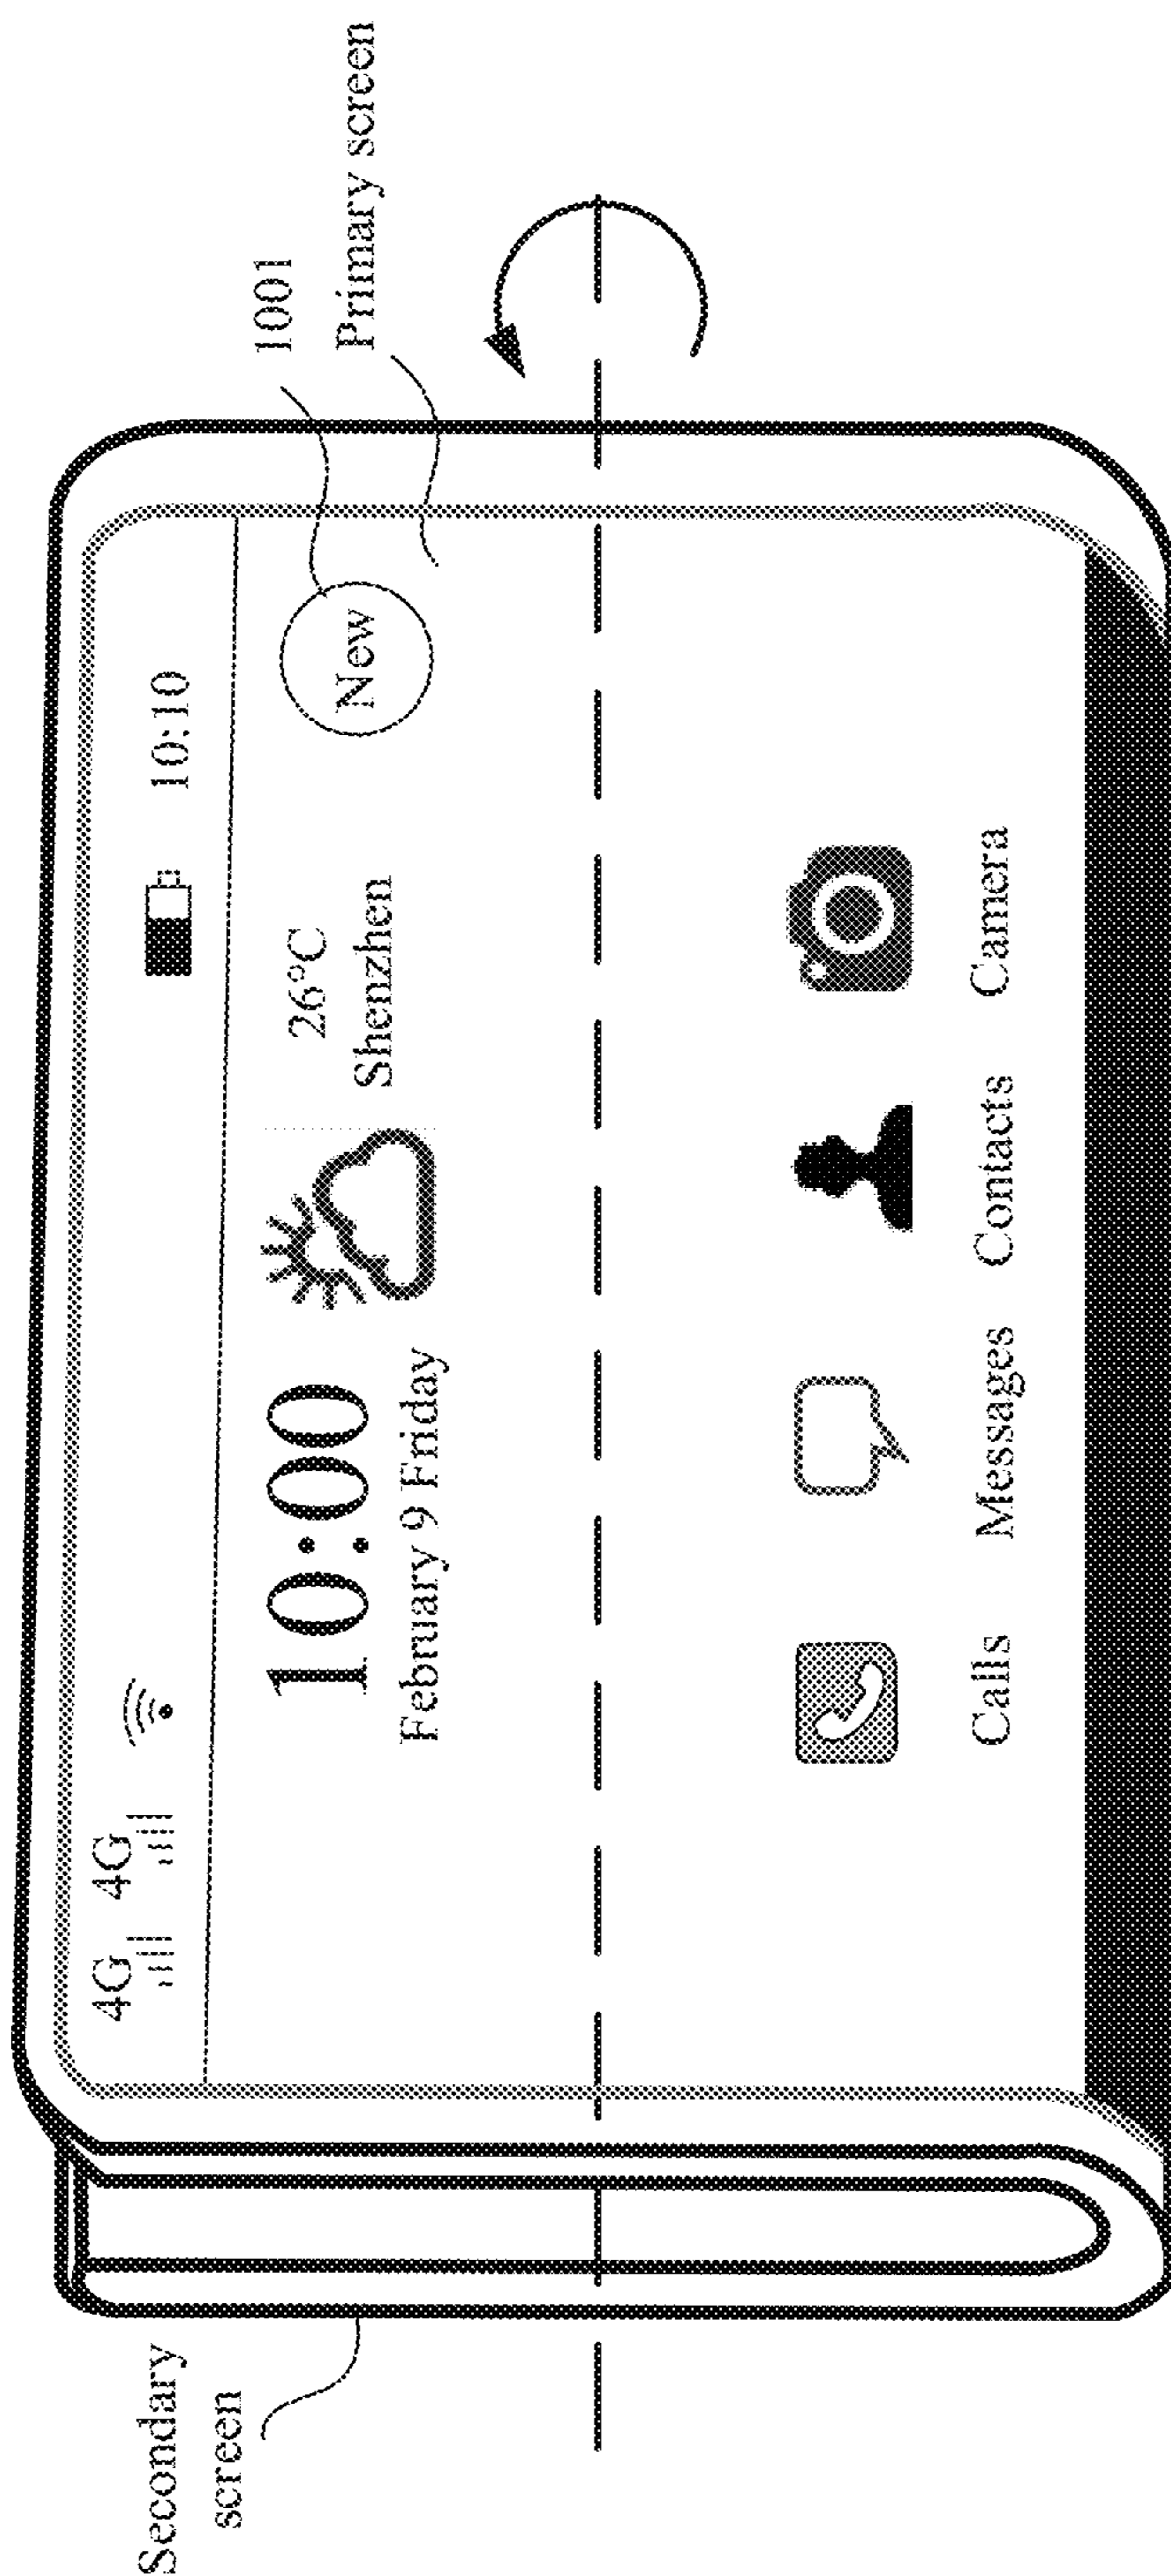 4G 4G 10:10
10:00
February 9 Friday
26°C
Shenzhen
New
1001
Primary screen
Calls Messages Contacts Camera
Secondary
screen